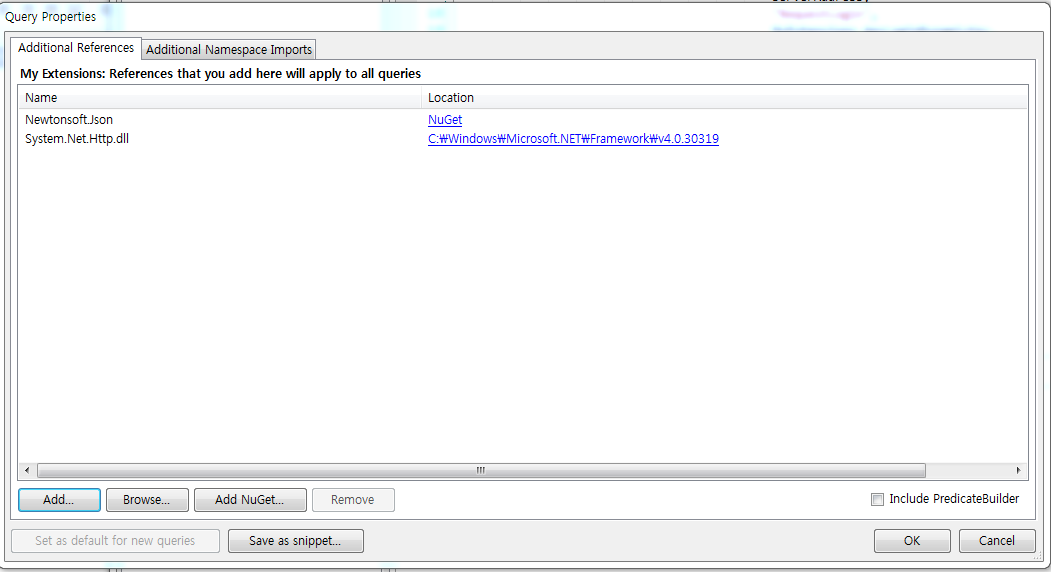 Query Properties
Additional References
Additional Namespace Imports
My Extensions: References that you add here will apply to all queries
Name Location
Newtonsoft.Json NuGet
System.Net.Http.dll C:₩Windows₩Microsoft.NET₩Framework₩v4.0.30319
Add... Browse... Add NuGet... Remove Include PredicateBuilder
Set as default for new queries Save as snippet... OK Cancel